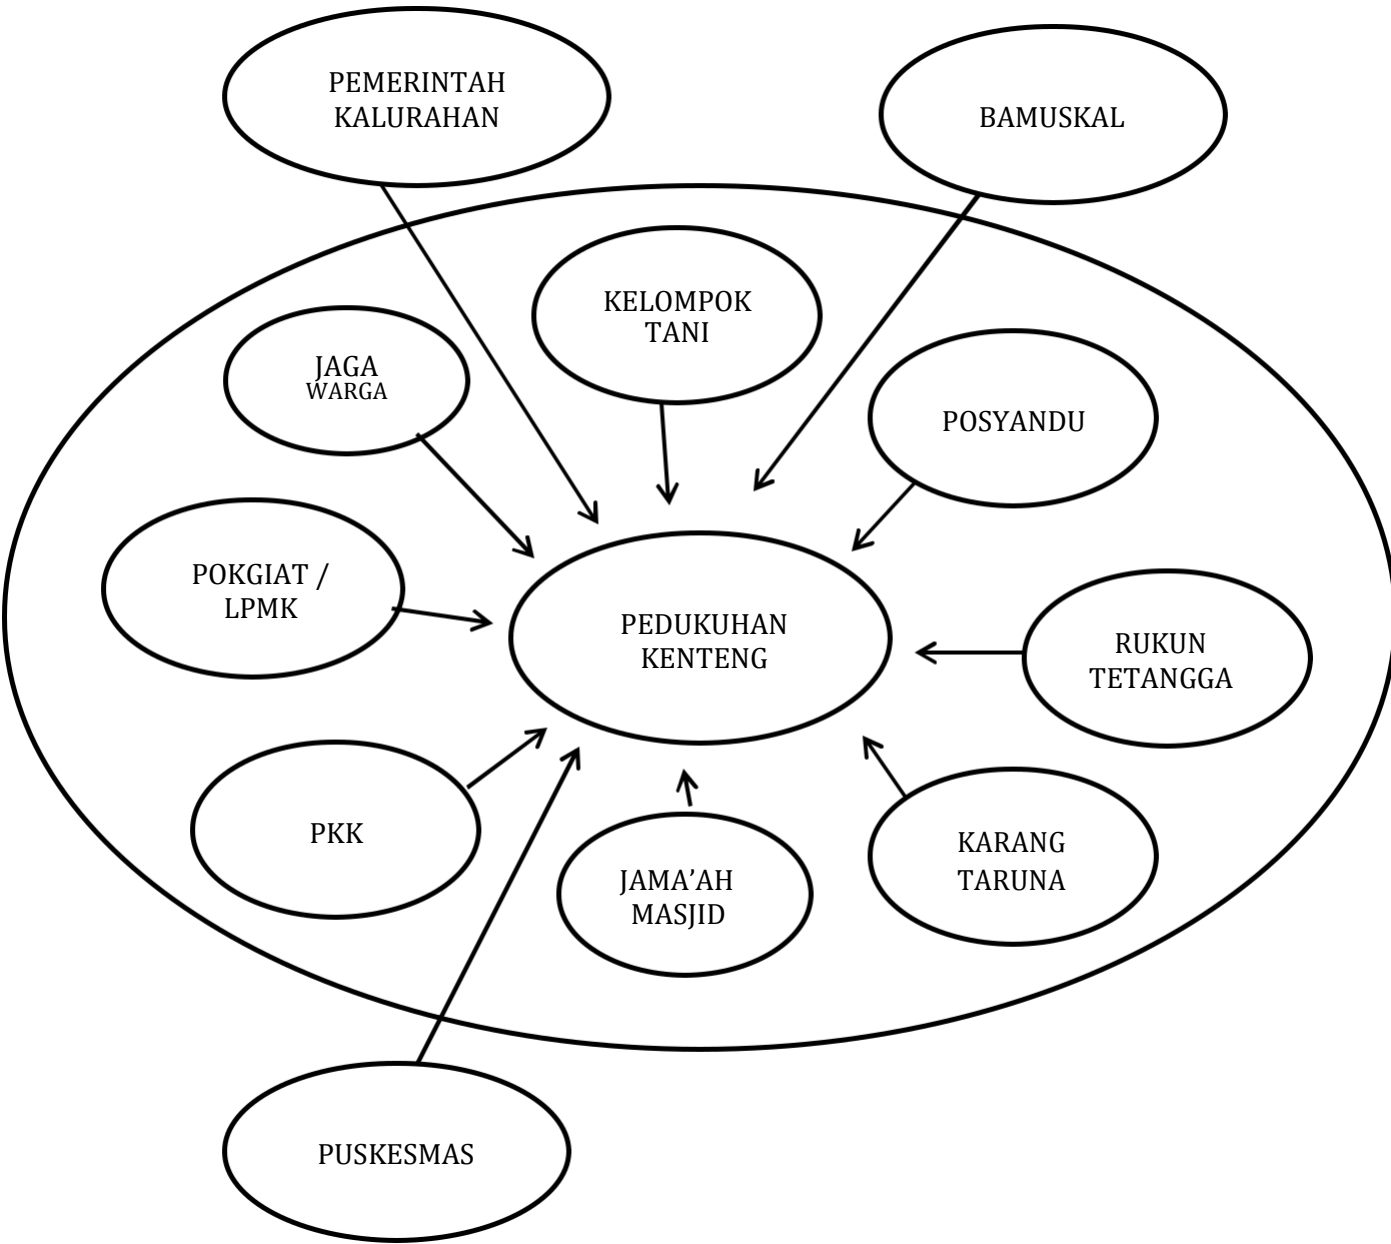 PEMERINTAH
KALURAHAN
BAMUSKAL
KELOMPOK
TANI
JAGA
WARGA
POSYANDU
POKGIAT /
LPMK
PEDUKUHAN
KENTENG
RUKUN
TETANGGA
PKK
JAMA’AH
MASJID
KARANG
TARUNA
PUSKESMAS